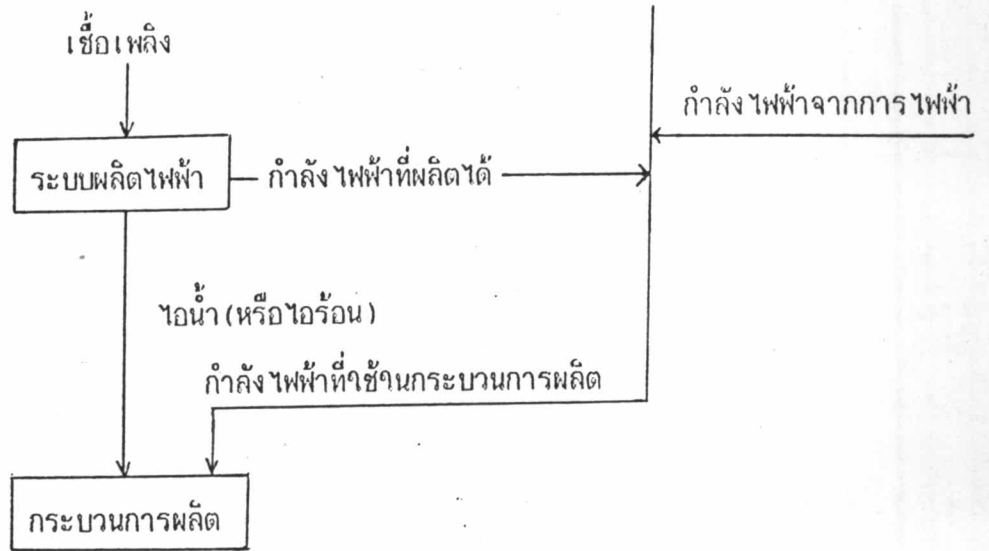 เชื้อเพลิง
กำลังไฟฟ้าจากการไฟฟ้า
ระบบผลิตไฟฟ้า
กำลังไฟฟ้าที่ผลิตได้
ไอน้ำ(หรือไอร้อน)
กำลังไฟฟ้าที่ใช้ในกระบวนการผลิต
กระบวนการผลิต